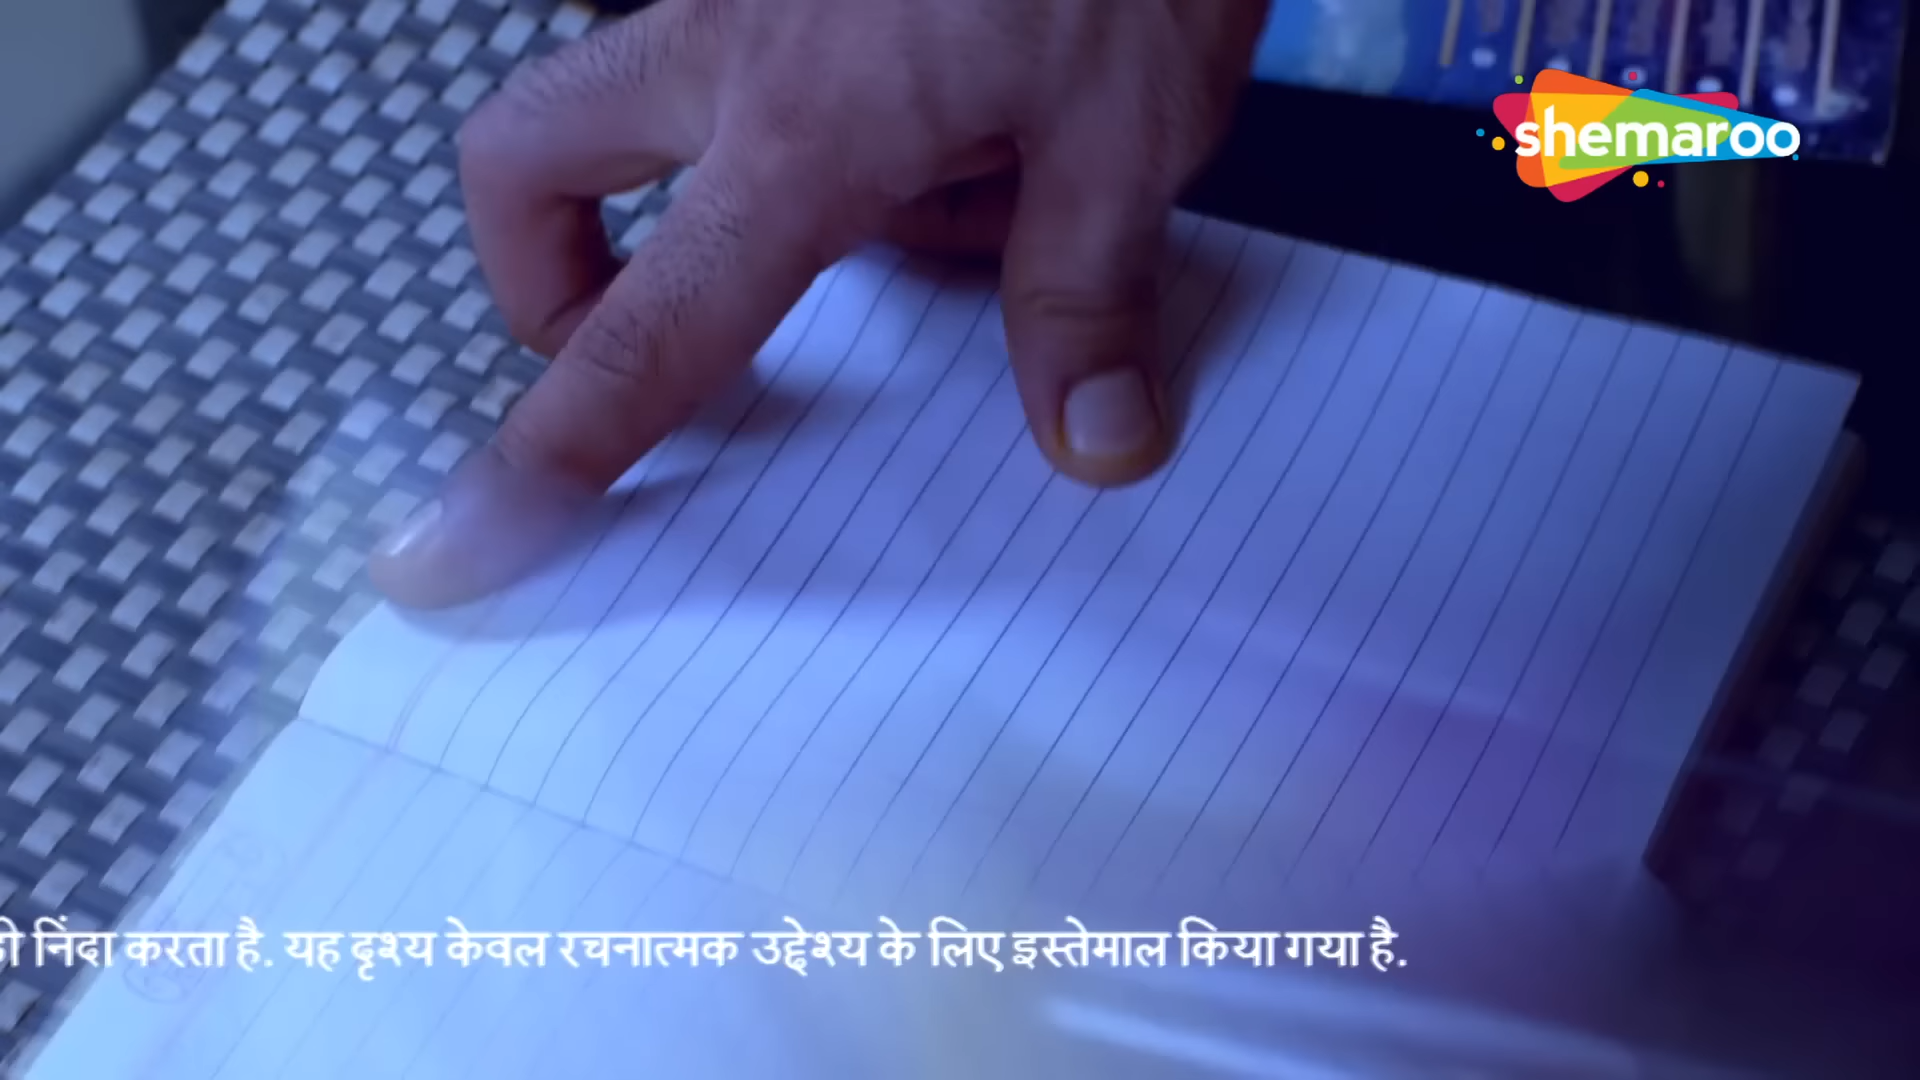 shemaroo
निंदा करता है. यह दृश्य केवल रचनात्मक उद्देश्य के लिए इस्तेमाल किया गया है.